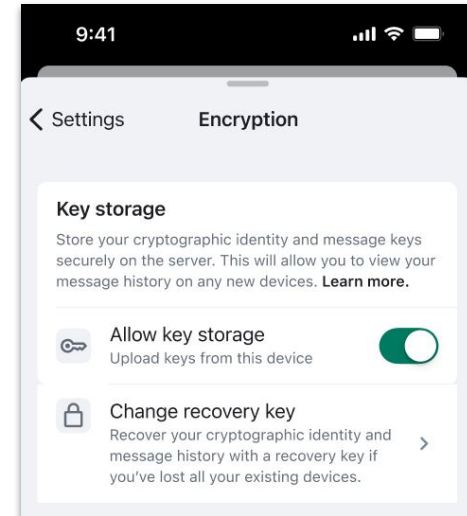 9:41
Settings
Encryption
Key storage
Store your cryptographic identity and message keys
securely on the server. This will allow you to view your
message history on any new devices. Learn more.
Allow key storage
Upload keys from this device
Change recovery key
Recover your cryptographic identity and
message history with a recovery key if
you’ve lost all your existing devices.